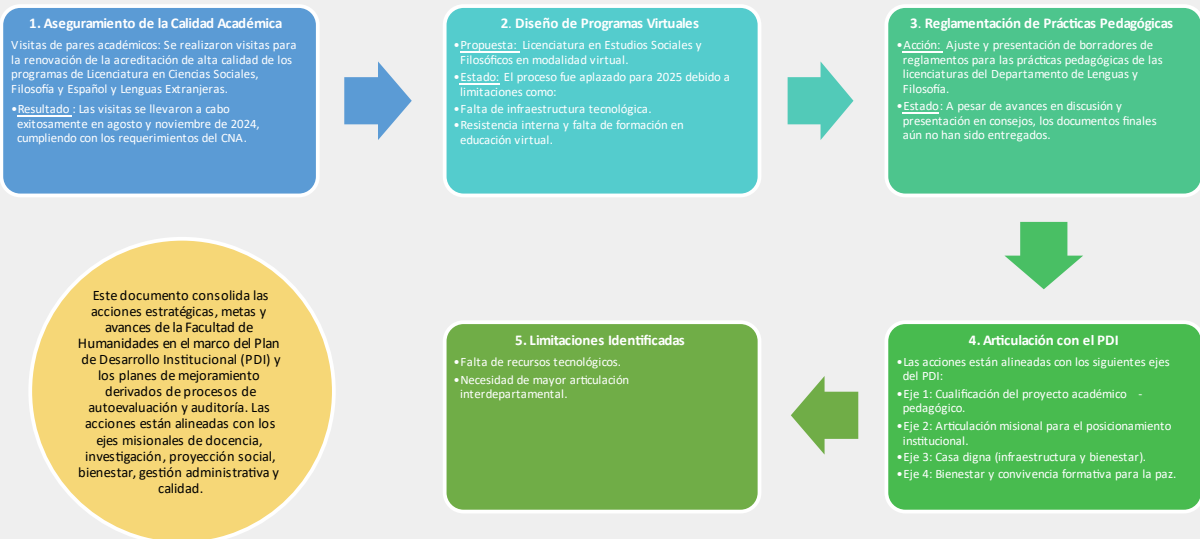 1. Aseguramiento de la Calidad Académica
Visitas de pares académicos: Se realizaron visitas para
la renovación de la acreditación de alta calidad de los
programas de Licenciatura en Ciencias Sociales,
Filosofía y Español y Lenguas Extranjeras.
•Resultado : Las visitas se llevaron a cabo
exitosamente en agosto y noviembre de 2024,
cumpliendo con los requerimientos del CNA.
2. Diseño de Programas Virtuales
•Propuesta: Licenciatura en Estudios Sociales y
Filosóficos en modalidad virtual.
•Estado: El proceso fue aplazado para 2025 debido a
limitaciones como:
•Falta de infraestructura tecnológica.
•Resistencia interna y falta de formación en
educación virtual.
3. Reglamentación de Prácticas Pedagógicas
•Acción: Ajuste y presentación de borradores de
reglamentos para las prácticas pedagógicas de las
licenciaturas del Departamento de Lenguas y
Filosofía.
•Estado: A pesar de avances en discusión y
presentación en consejos, los documentos finales
aún no han sido entregados.
4. Articulación con el PDI
•Las acciones están alineadas con los siguientes ejes
del PDI:
•Eje 1: Cualificación del proyecto académico -
pedagógico.
•Eje 2: Articulación misional para el posicionamiento
institucional.
•Eje 3: Casa digna (infraestructura y bienestar).
•Eje 4: Bienestar y convivencia formativa para la paz.
5. Limitaciones Identificadas
•Falta de recursos tecnológicos.
•Necesidad de mayor articulación
interdepartamental.
Este documento consolida las
acciones estratégicas, metas y
avances de la Facultad de
Humanidades en el marco del Plan
de Desarrollo Institucional (PDI) y
los planes de mejoramiento
derivados de procesos de
autoevaluación y auditoría. Las
acciones están alineadas con los
ejes misionales de docencia,
investigación, proyección social,
bienestar, gestión administrativa y
calidad.